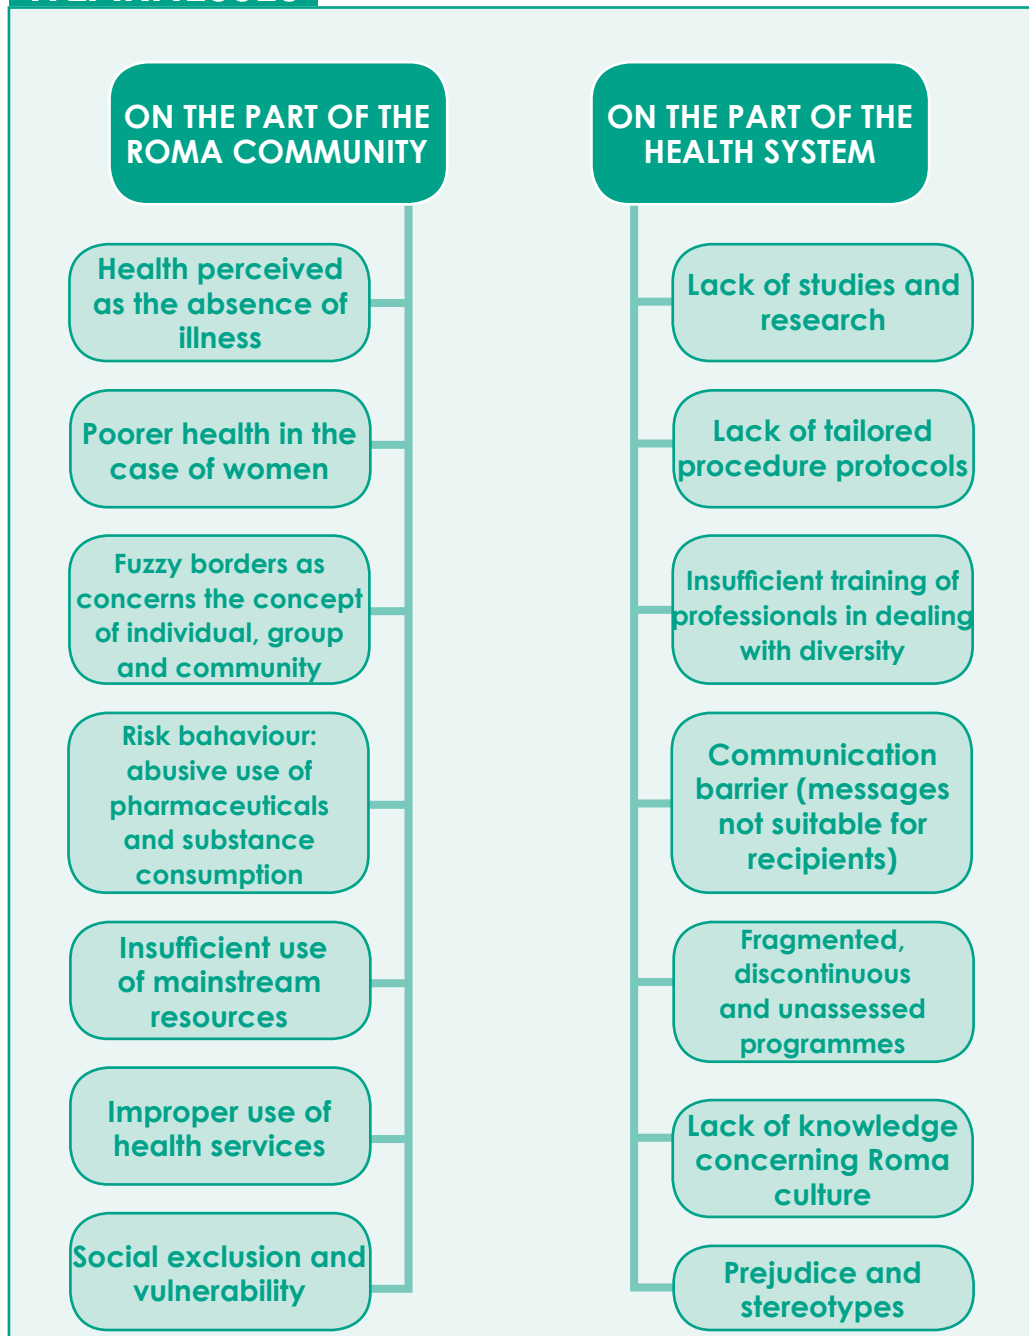 WEAKNESSES
ON THE PART OF THE
ROMA COMMUNITY
Health perceived
as the absence of
illness
Poorer health in the
case of women
Fuzzy borders as
concerns the concept
of individual, group
and community
Risk bahaviour:
abusive use of
pharmaceuticals
and substance
consumption
Insufficient use
of mainstream
resources
Improper use of
health services
Social exclusion and
vulnerability
ON THE PART OF THE
HEALTH SYSTEM
Lack of studies and
research
Lack of tailored
procedure protocols
Insufficient training of
professionals in dealing
with diversity
Communication
barrier (messages
not suitable for
recipients)
Fragmented,
discontinuous
and unassessed
programmes
Lack of knowledge
concerning Roma
culture
Prejudice and
stereotypes